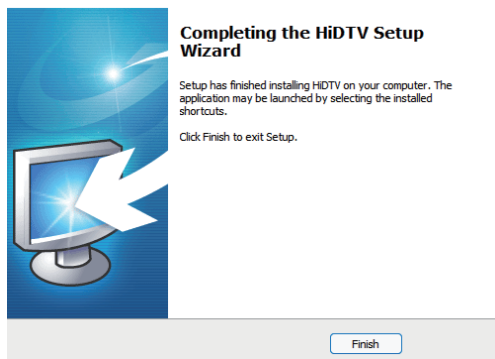 Completing the HiDTV Setup
Wizard
Setup has finished installing HiDTV on your computer. The
application may be launched by selecting the installed
shortcuts.
Click Finish to exit Setup.
Finish